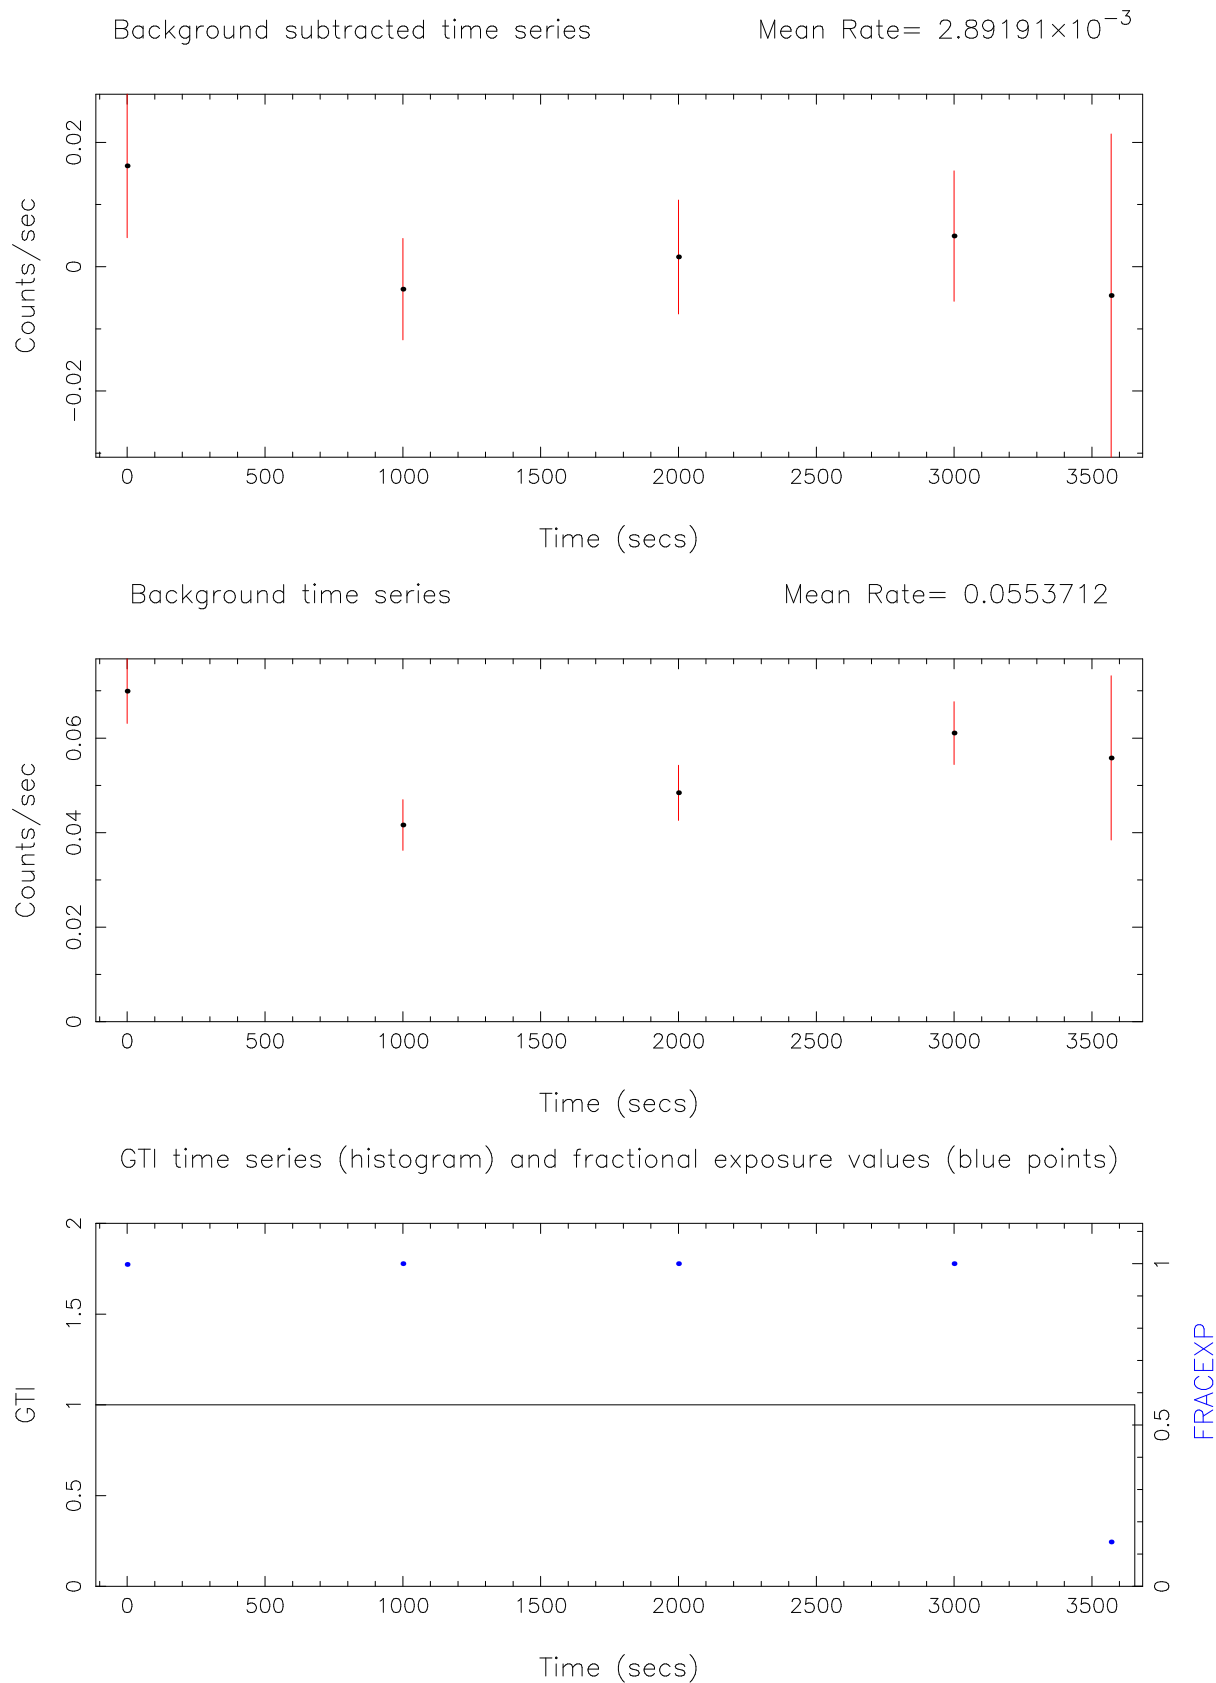 Background subtracted time series Mean Rate= 2.89191×10⁻³
0.02
0
−0.02
Counts/sec
0 500 1000 1500 2000 2500 3000 3500
Time (secs)
Background time series Mean Rate= 0.0553712
0.06
0.04
0.02
0
Counts/sec
0 500 1000 1500 2000 2500 3000 3500
Time (secs)
GTI time series (histogram) and fractional exposure values (blue points)
2
1.5
1
0.5
0
GTI
1
0.5
0
FRACEXP
0 500 1000 1500 2000 2500 3000 3500
Time (secs)